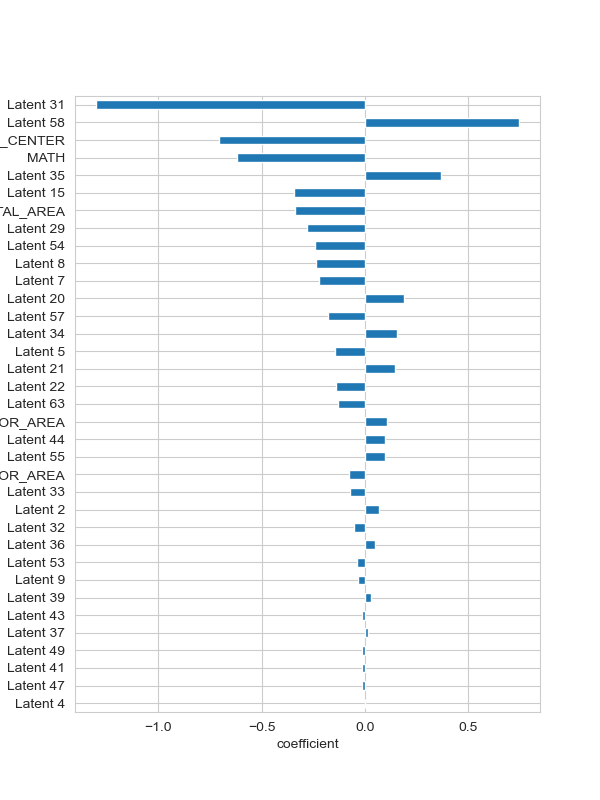 Latent 31
Latent 58
_CENTER
MATH
Latent 35
Latent 15
TAL_AREA
Latent 29
Latent 54
Latent 8
Latent 7
Latent 20
Latent 57
Latent 34
Latent 5
Latent 21
Latent 22
Latent 63
OR_AREA
Latent 44
Latent 55
OR_AREA
Latent 33
Latent 2
Latent 32
Latent 36
Latent 53
Latent 9
Latent 39
Latent 43
Latent 37
Latent 49
Latent 41
Latent 47
Latent 4
−1.0 −0.5 0.0 0.5
coefficient